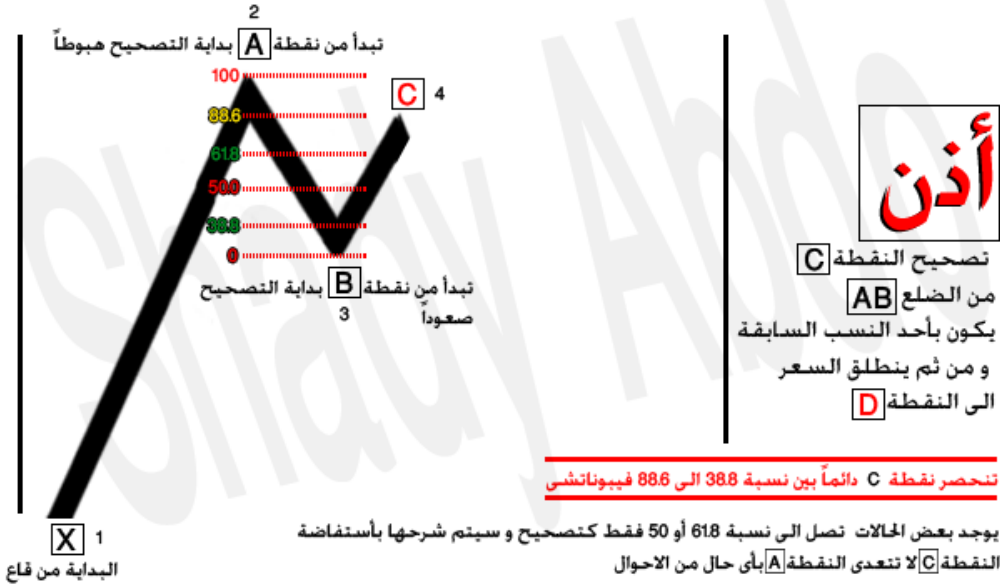 2
تبدأ من نقطة A بداية التصحيح هبوطاً
100
88.6
61.8
50.0
38.8
0
C 4
تبدأ من نقطة B بداية التصحيح
3 صعوداً
X 1
البداية من قاع
أذن
تصحيح النقطة C
من الضلع AB
يكون بأحد النسب السابقة
و من ثم ينطلق السعر
الى النقطة D
تنحصر نقطة C دائماً بين نسبة 38.8 الى 88.6 فيبوناتشى
يوجد بعض الحالات تصل الى نسبة 61.8 أو 50 فقط كتصحيح و سيتم شرحها بأستفاضة
النقطة C لا تتعدى النقطة A بأى حال من الاحوال
Shady Abdo